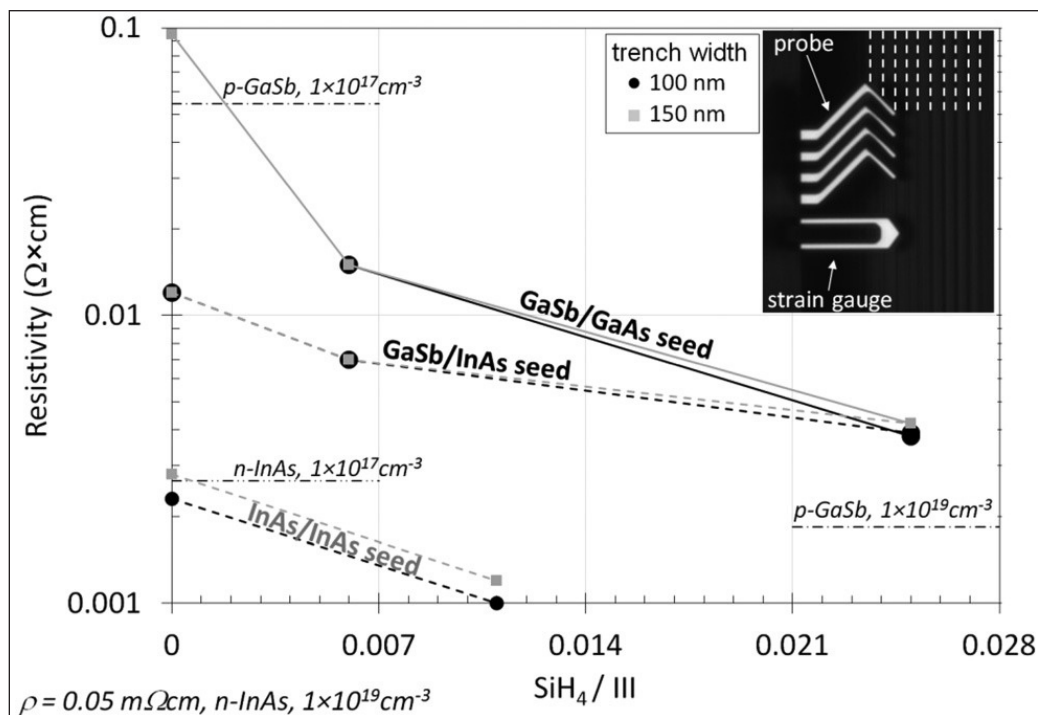 0.1
p-GaSb, 1×10¹⁷cm⁻³
trench width
100 nm
150 nm
probe
strain gauge
Resistivity (Ω×cm)
0.01
GaSb/GaAs seed
GaSb/InAs seed
n-InAs, 1×10¹⁷cm⁻³
InAs/InAs seed
p-GaSb, 1×10¹⁹cm⁻³
0.001
0 0.007 0.014 0.021 0.028
SiH₄ / III
ρ = 0.05 mΩcm, n-InAs, 1×10¹⁹cm⁻³